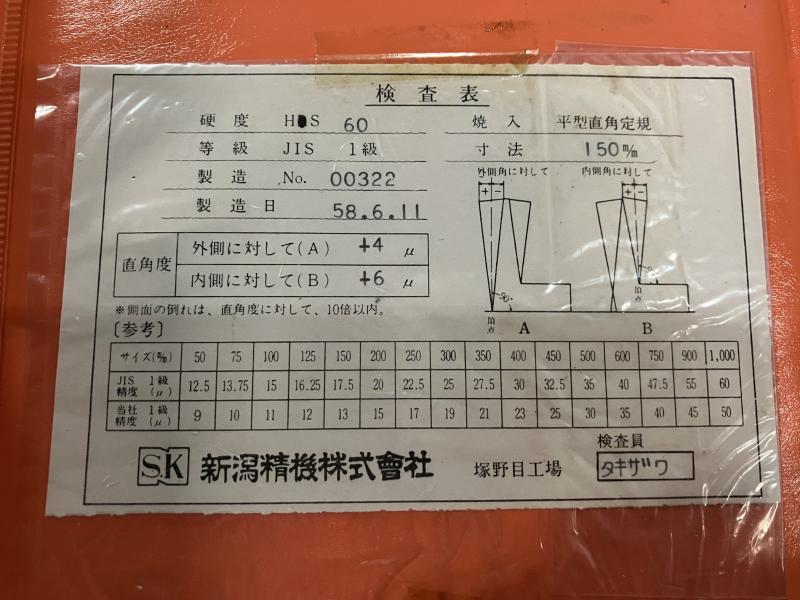 検査表
硬度 HS 60
焼入 平型直角定規
等級 JIS 1級
寸法 150㎜
製造 No. 00322
製造日 58.6.11
外側角に対して
内側角に対して
+ -
+ -
直角度
外側に対して(A) +4 μ
内側に対して(B) +6 μ
※側面の倒れは、直角度に対して、10倍以内。
90°
頂点
A
頂点
B
〔参考〕
サイズ(㎜) 50 75 100 125 150 200 250 300 350 400 450 500 600 750 900 1,000
JIS 1級精度(μ) 12.5 13.75 15 16.25 17.5 20 22.5 25 27.5 30 32.5 35 40 47.5 55 60
当社 1級精度(μ) 9 10 11 12 13 15 17 19 21 23 25 30 35 40 45 50
SK 新潟精機株式會社 塚野目工場
検査員
タキザワ